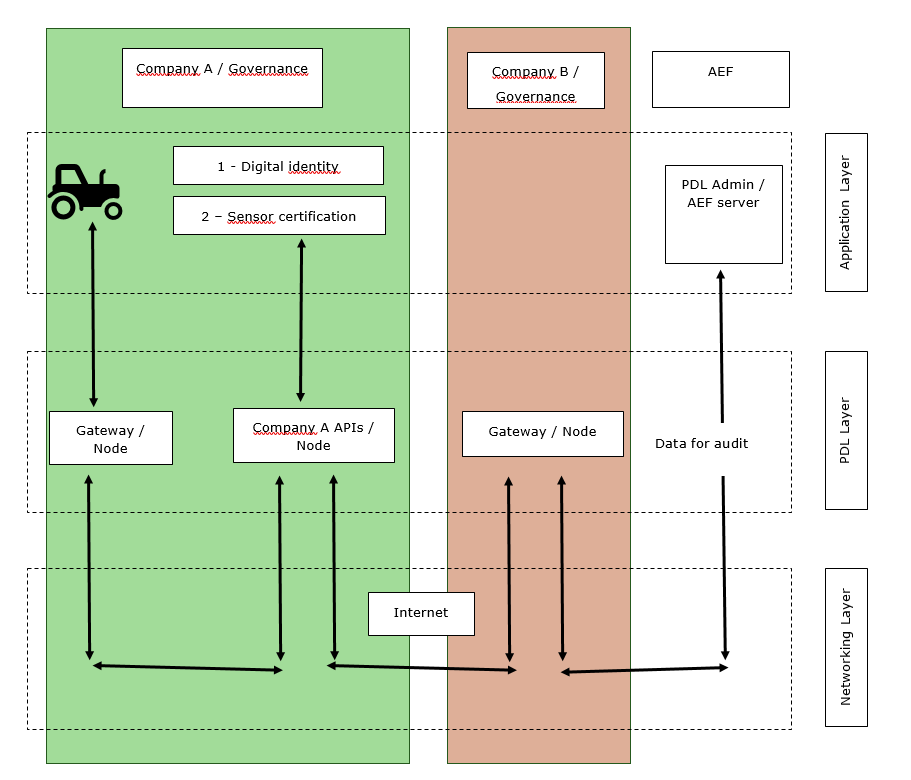 Company A / Governance
Company B /
Governance
AEF
1 - Digital identity
2 – Sensor certification
PDL Admin /
AEF server
Application Layer
Gateway /
Node
Company A APIs /
Node
Gateway / Node
Data for audit
PDL Layer
Internet
Networking Layer